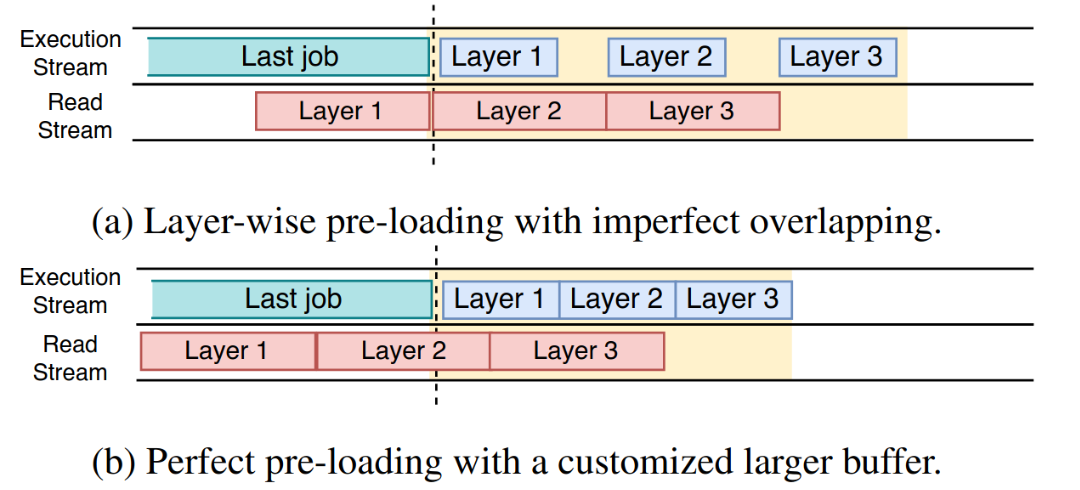 Execution
Stream
Last job
Layer 1
Layer 2
Layer 3
Read
Stream
Layer 1
Layer 2
Layer 3
(a) Layer-wise pre-loading with imperfect overlapping.
Execution
Stream
Last job
Layer 1
Layer 2
Layer 3
Read
Stream
Layer 1
Layer 2
Layer 3
(b) Perfect pre-loading with a customized larger buffer.